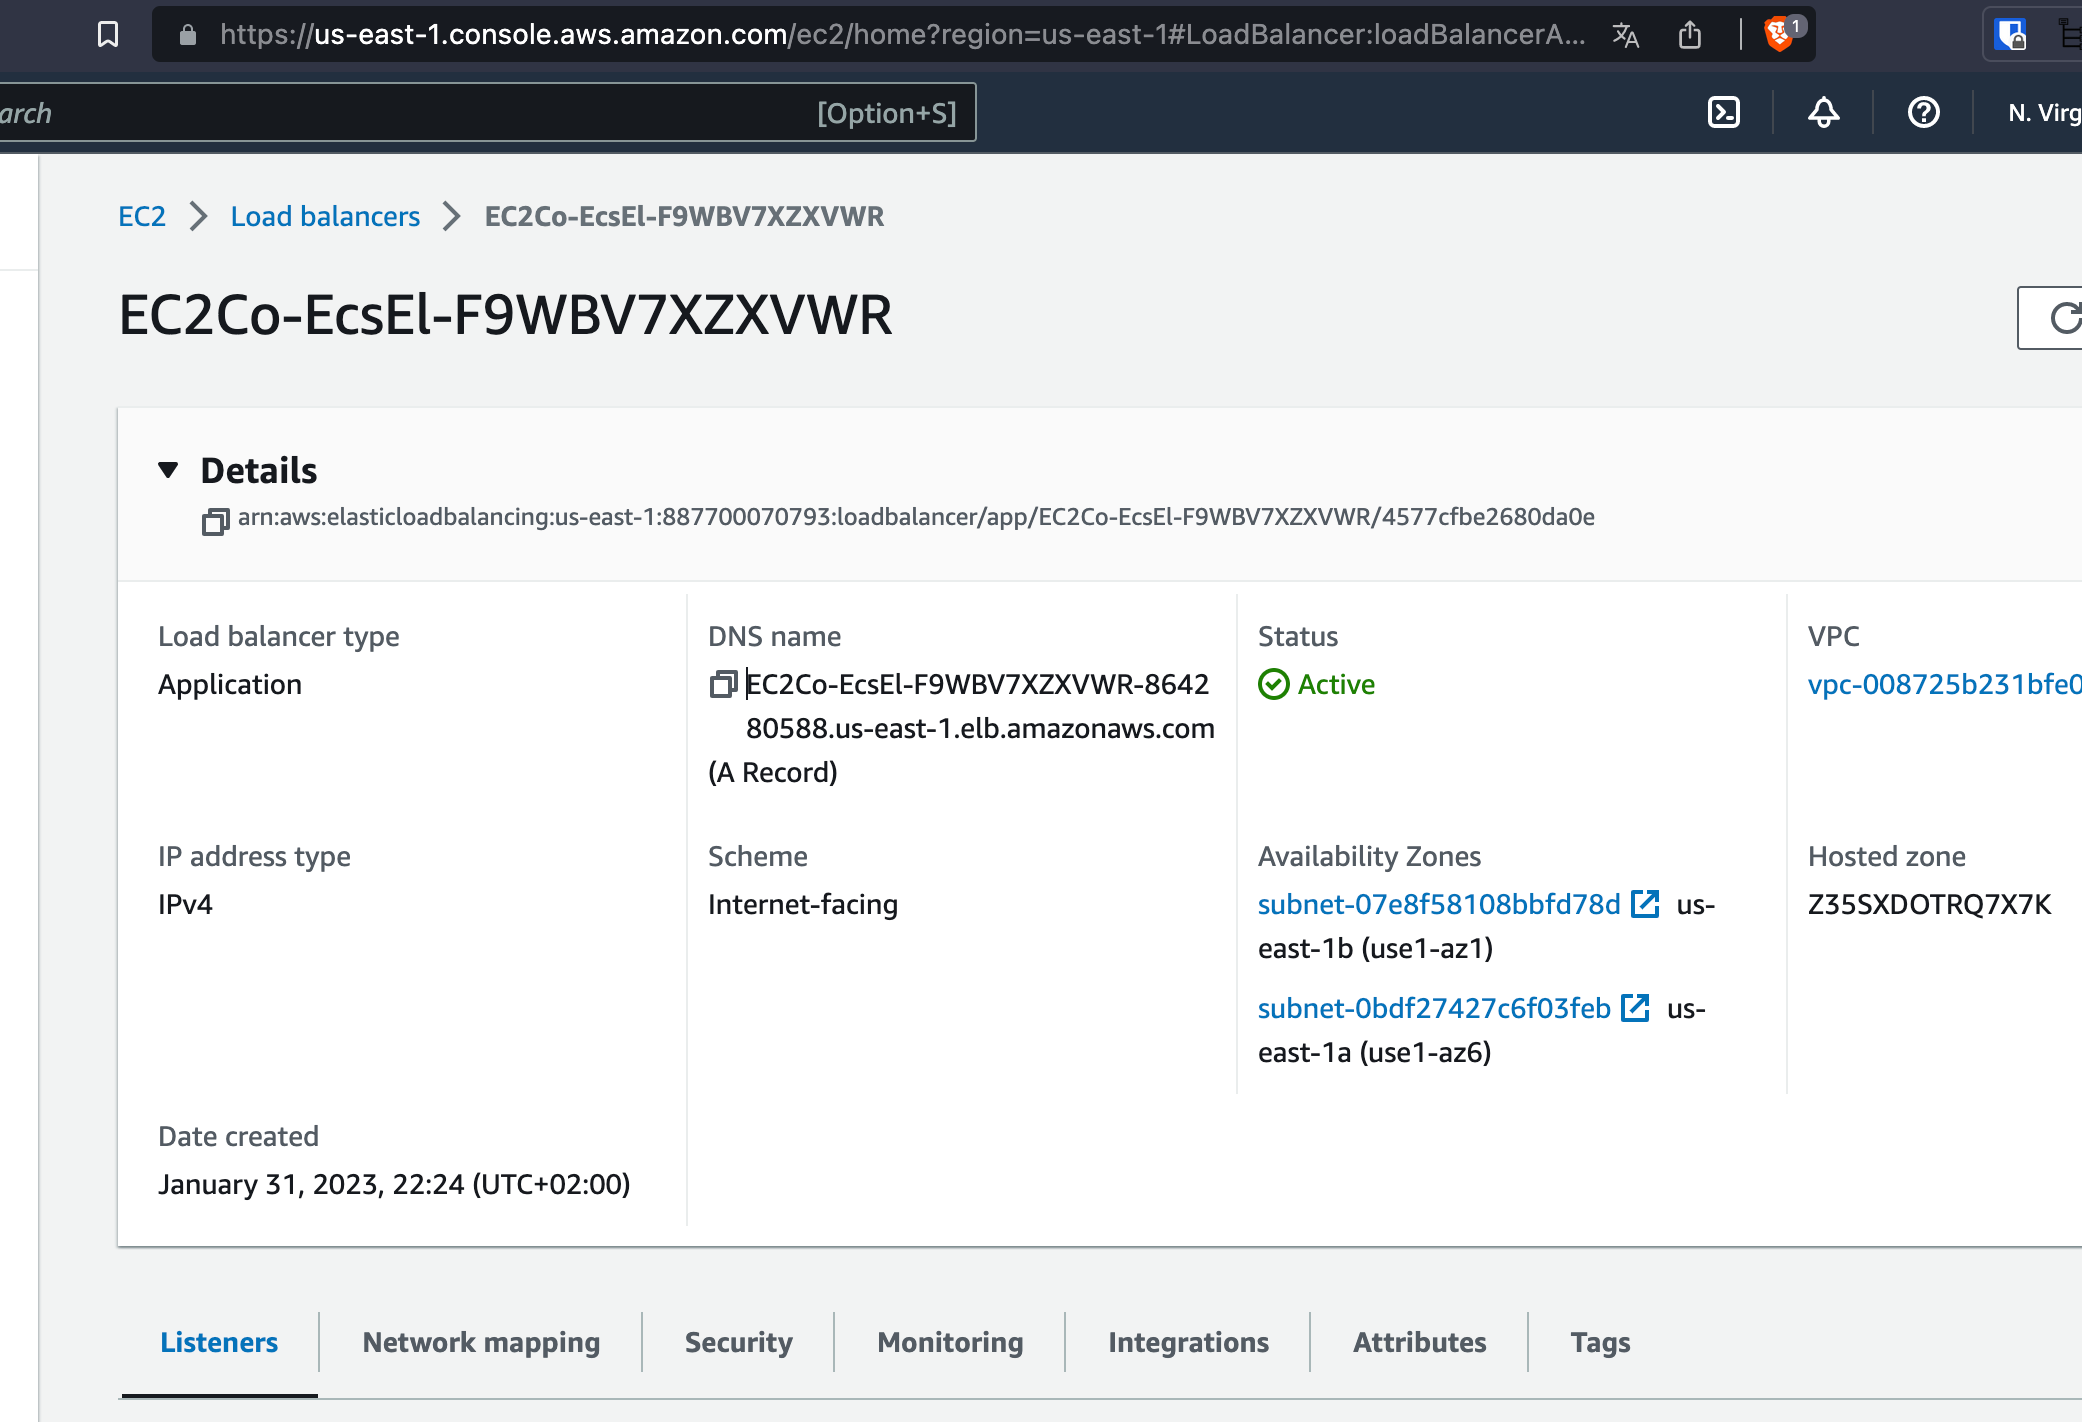 https://us-east-1.console.aws.amazon.com/ec2/home?region=us-east-1#LoadBalancer:loadBalancerA...
1
arch [Option+S]
N. Virg
EC2 Load balancers EC2Co-EcsEl-F9WBV7XZXVWR
EC2Co-EcsEl-F9WBV7XZXVWR
Details
arn:aws:elasticloadbalancing:us-east-1:887700070793:loadbalancer/app/EC2Co-EcsEl-F9WBV7XZXVWR/4577cfbe2680da0e
Load balancer type
Application
DNS name
EC2Co-EcsEl-F9WBV7XZXVWR-8642
80588.us-east-1.elb.amazonaws.com
(A Record)
Status
Active
VPC
vpc-008725b231bfe0
IP address type
IPv4
Scheme
Internet-facing
Availability Zones
subnet-07e8f58108bbfd78d us-
east-1b (use1-az1)
subnet-0bdf27427c6f03feb us-
east-1a (use1-az6)
Hosted zone
Z35SXDOTRQ7X7K
Date created
January 31, 2023, 22:24 (UTC+02:00)
Listeners Network mapping Security Monitoring Integrations Attributes Tags